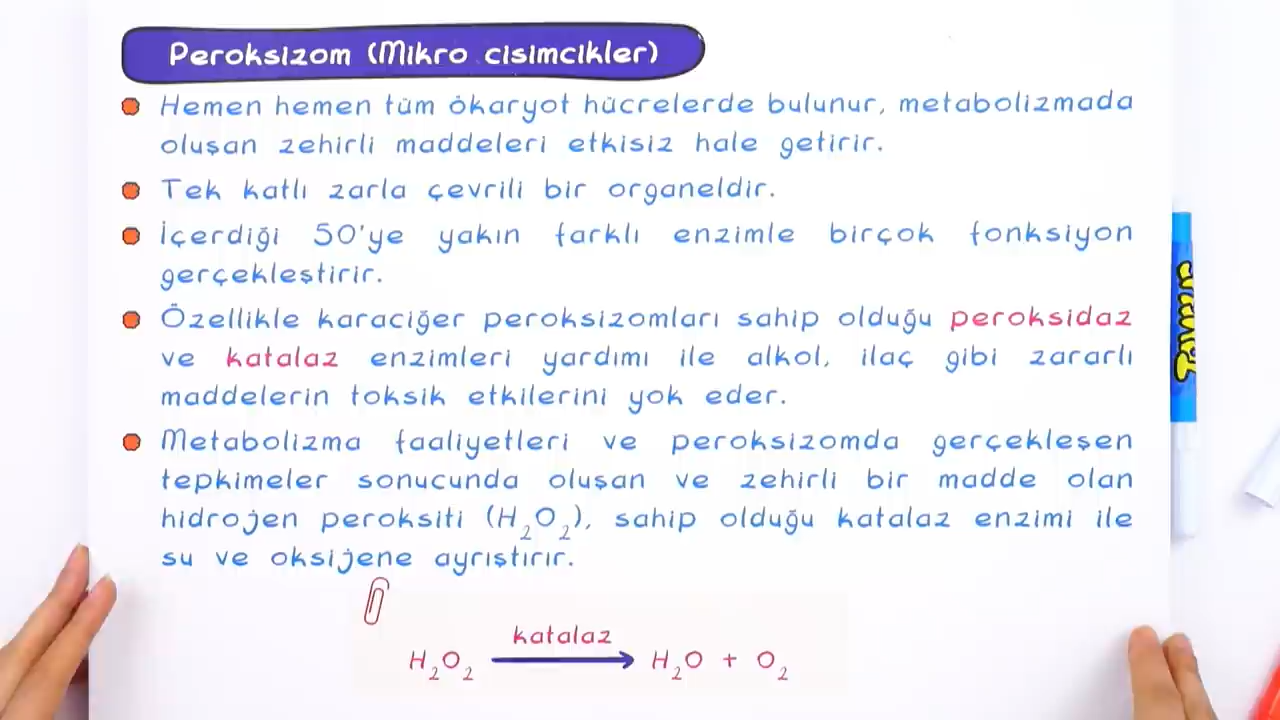 Peroksizom (Mikro cisimcikler)
Hemen hemen tüm ökaryot hücrelerde bulunur, metabolizmada
oluşan zehirli maddeleri etkisiz hale getirir.
Tek katlı zarla çevrili bir organeldir.
İçerdiği 50'ye yakın farklı enzimle birçok fonksiyon
gerçekleştirir.
Özellikle karaciğer peroksizomları sahip olduğu peroksidaz
ve katalaz enzimleri yardımı ile alkol, ilaç gibi zararlı
maddelerin toksik etkilerini yok eder.
Metabolizma faaliyetleri ve peroksizomda gerçekleşen
tepkimeler sonucunda oluşan ve zehirli bir madde olan
hidrojen peroksiti (H₂O₂), sahip olduğu katalaz enzimi ile
su ve oksijene ayrıştırır.
katalaz
H₂O₂ → H₂O + O₂